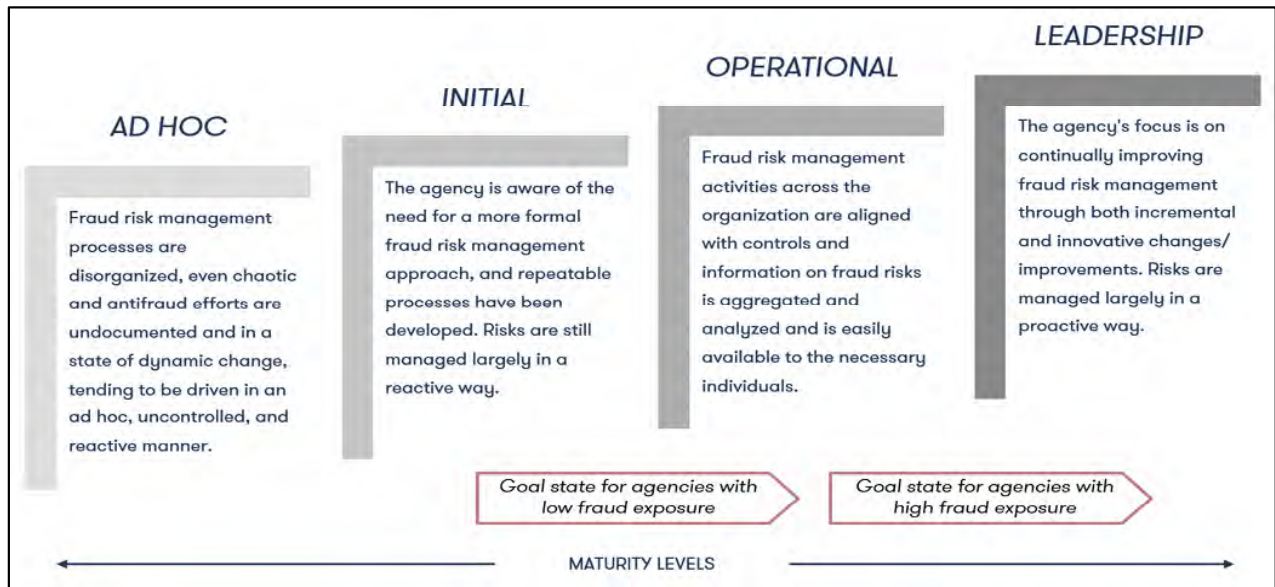 AD HOC
Fraud risk management
processes are
disorganized, even chaotic
and antifraud efforts are
undocumented and in a
state of dynamic change,
tending to be driven in an
ad hoc, uncontrolled, and
reactive manner.
INITIAL
The agency is aware of the
need for a more formal
fraud risk management
approach, and repeatable
processes have been
developed. Risks are still
managed largely in a
reactive way.
OPERATIONAL
Fraud risk management
activities across the
organization are aligned
with controls and
information on fraud risks
is aggregated and
analyzed and is easily
available to the necessary
individuals.
LEADERSHIP
The agency's focus is on
continually improving
fraud risk management
through both incremental
and innovative changes/
improvements. Risks are
managed largely in a
proactive way.
Goal state for agencies with
low fraud exposure
Goal state for agencies with
high fraud exposure
MATURITY LEVELS